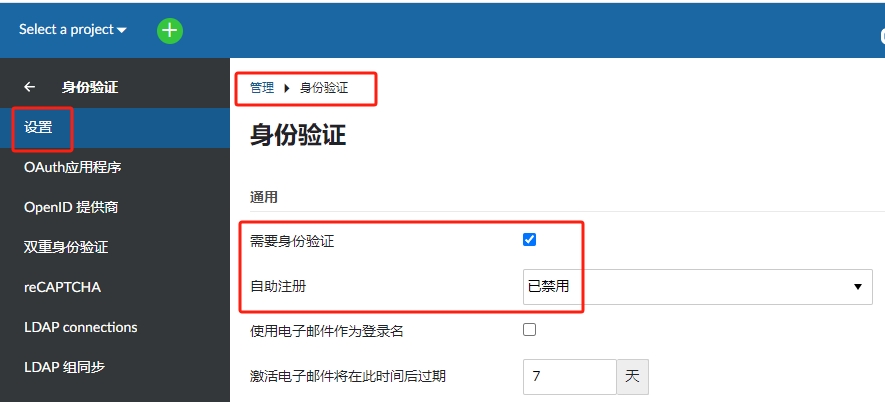 Select a project
身份验证
设置
OAuth应用程序
OpenID 提供商
双重身份验证
reCAPTCHA
LDAP connections
LDAP 组同步
管理 身份验证
身份验证
通用
需要身份验证
自助注册 已禁用
使用电子邮件作为登录名
激活电子邮件将在此时间后过期 7 天